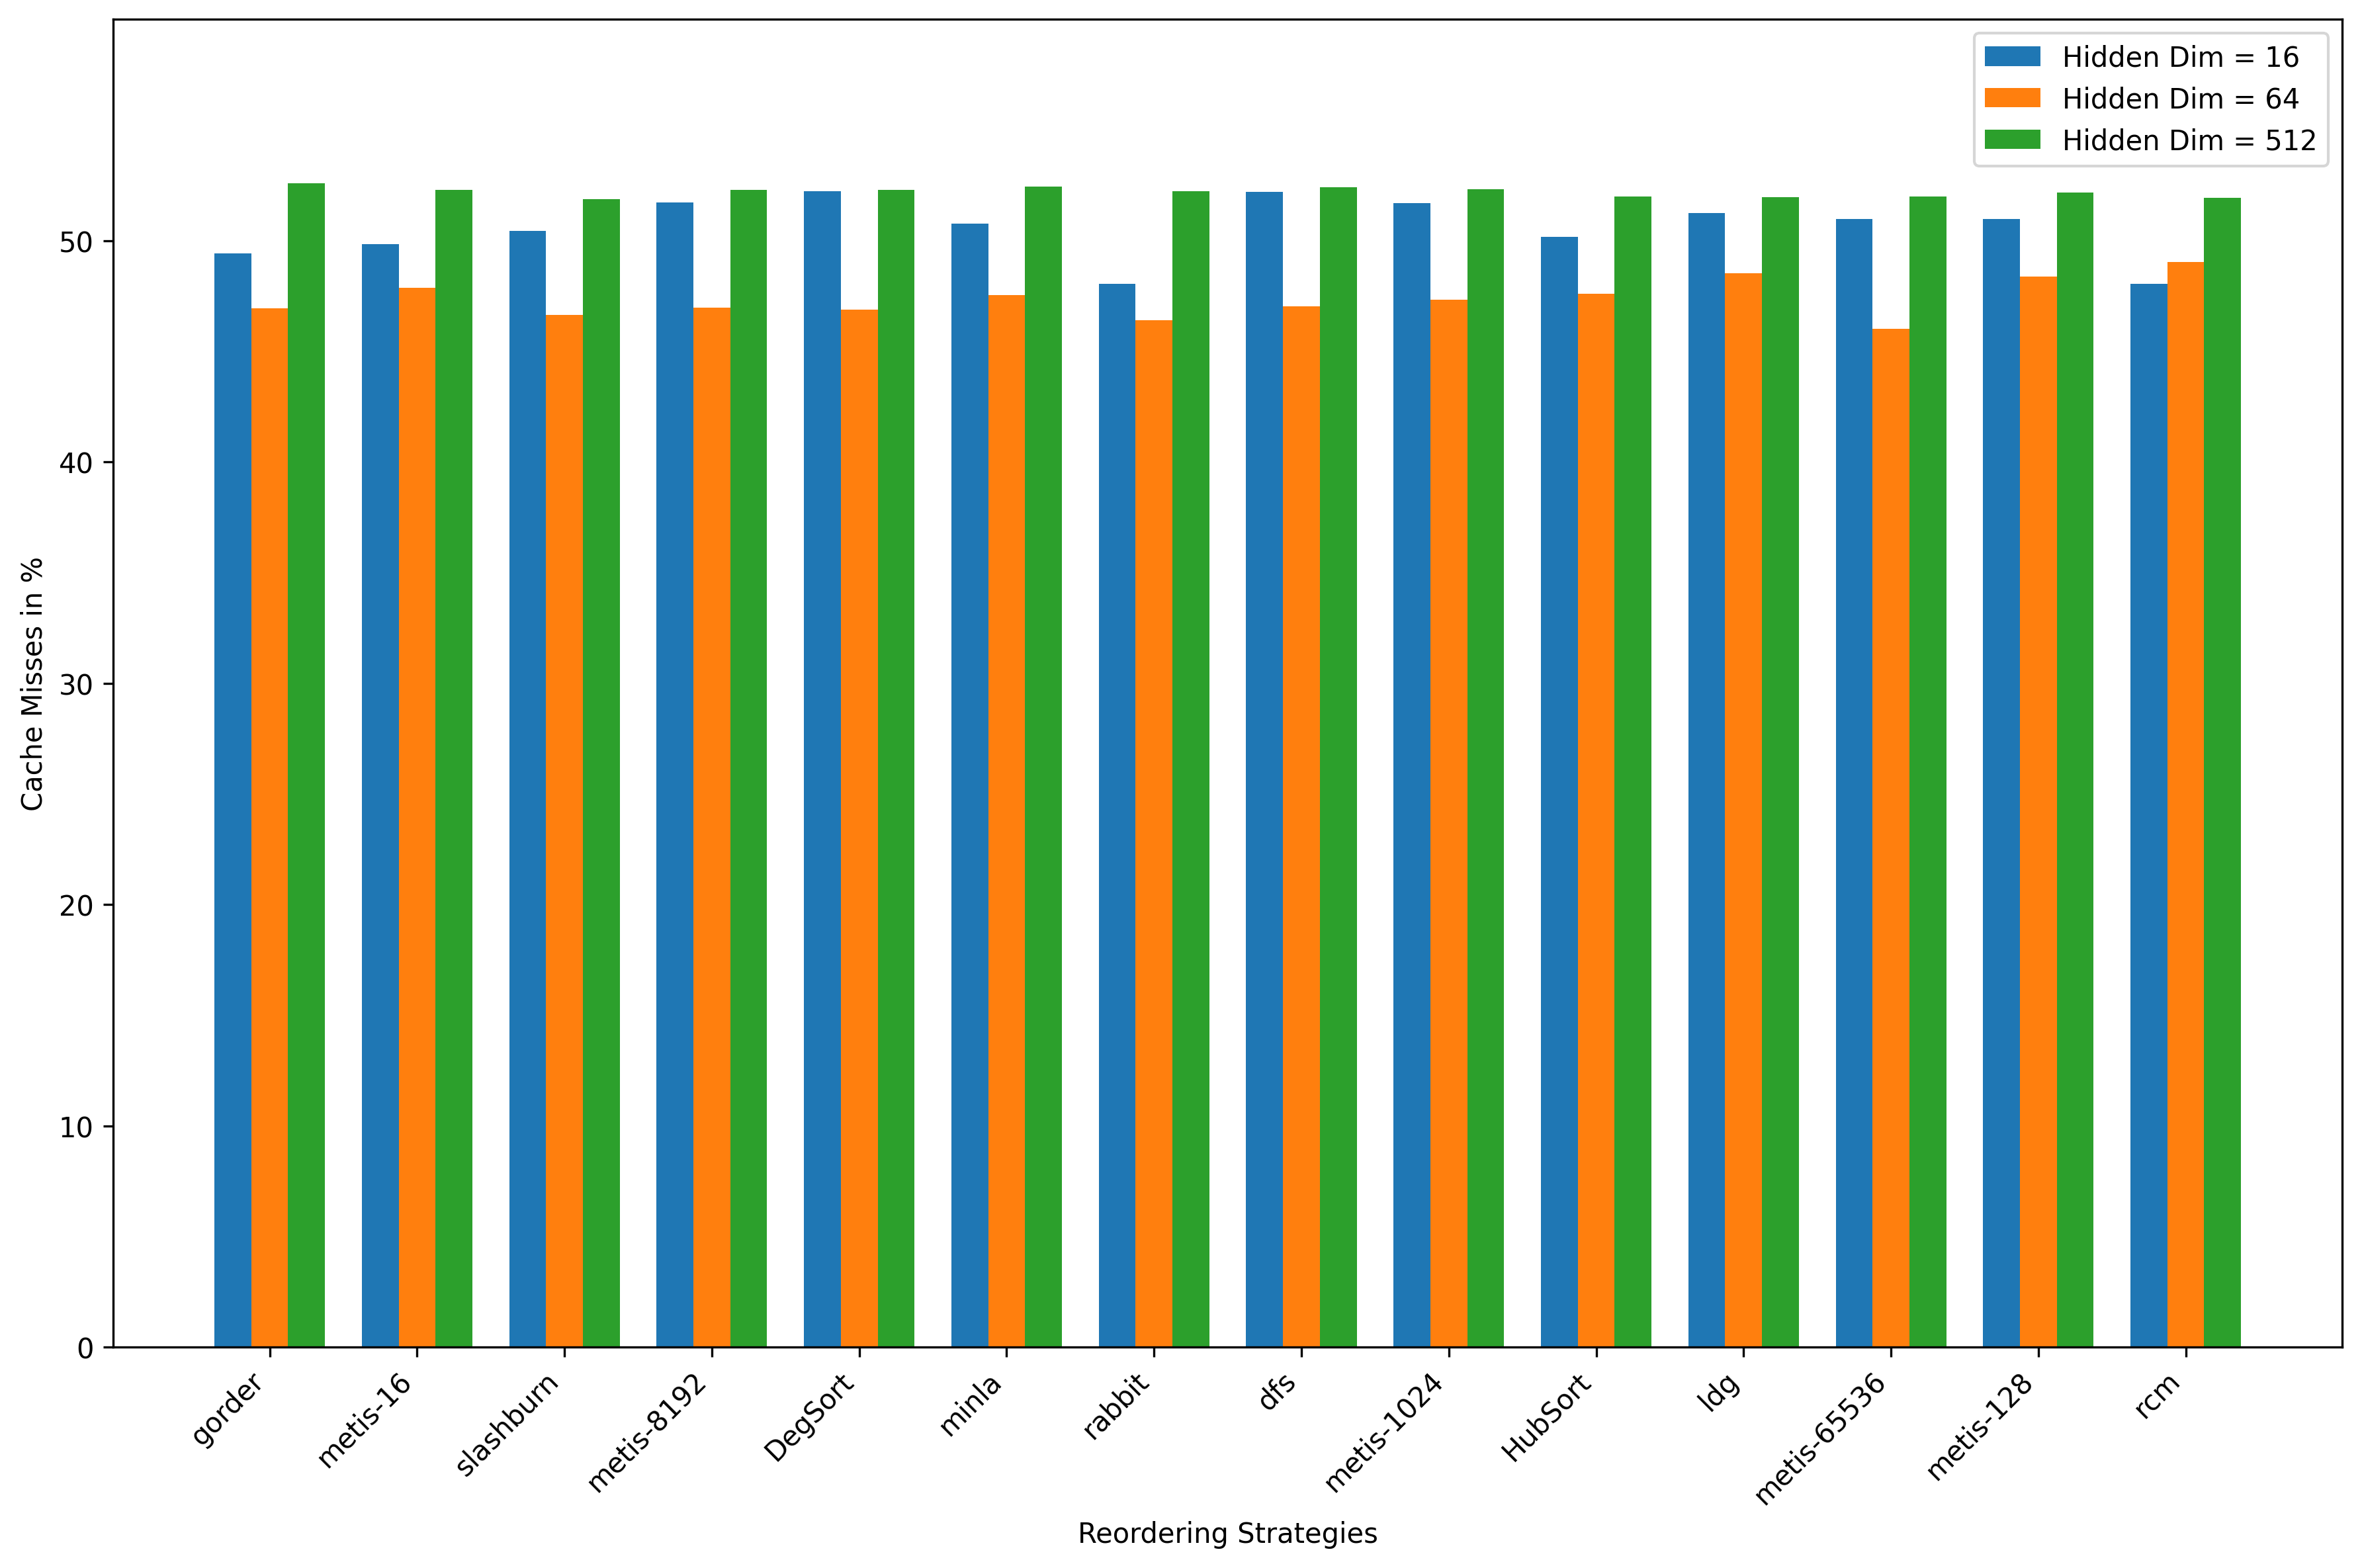 Hidden Dim = 16
Hidden Dim = 64
Hidden Dim = 512
Cache Misses in %
50
40
30
20
10
0
gorder
metis-16
slashburn
metis-8192
DegSort
minla
rabbit
dfs
metis-1024
HubSort
ldg
metis-65536
metis-128
rcm
Reordering Strategies